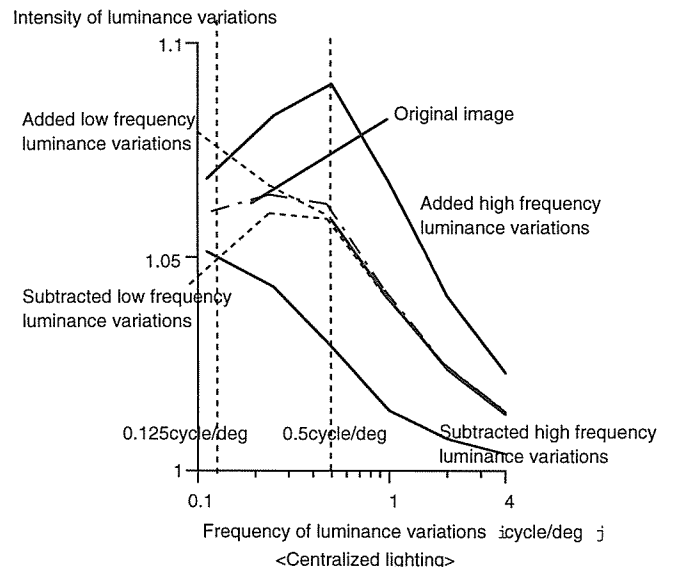 Intensity of luminance variations
1.1
Added low frequency
luminance variations
Original image
Added high frequency
luminance variations
1.05
Subtracted low frequency
luminance variations
0.125cycle/deg
0.5cycle/deg
Subtracted high frequency
luminance variations
1
0.1
1
4
Frequency of luminance variations icycle/deg j
<Centralized lighting>